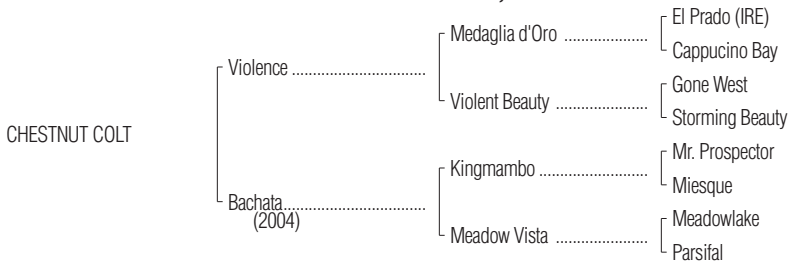 El Prado (IRE)
Medaglia d'Oro ....................
Cappucino Bay
Violence ................................
Gone West
Violent Beauty ......................
Storming Beauty
CHESTNUT COLT
Mr. Prospector
Kingmambo ..........................
Miesque
Bachata..................................
(2004)
Meadowlake
Meadow Vista ......................
Parsifal